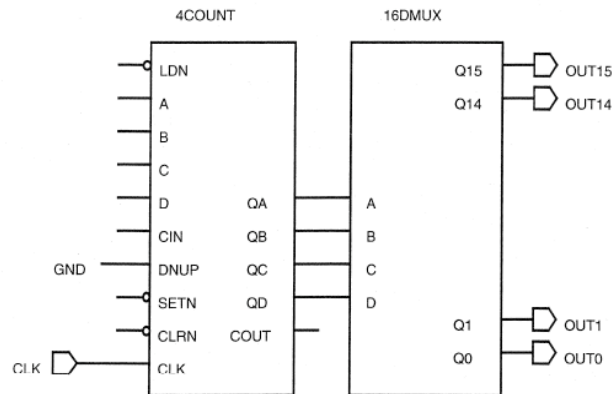 4COUNT 16DMUX
LDN Q15 OUT15
A Q14 OUT14
B
C
D QA A
CIN QB B
GND DNUP QC C
SETN QD D
CLRN COUT Q1 OUT1
CLK CLK Q0 OUT0